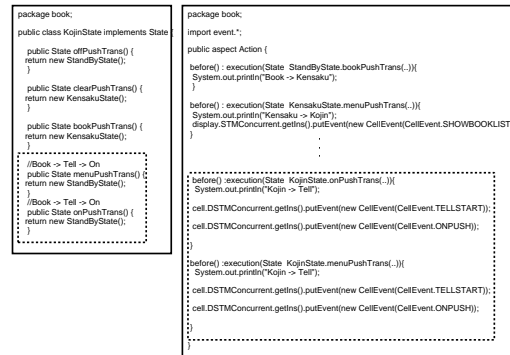 package book;
public class KojinState implements State {
public State offPushTrans() {
return new StandByState();
}
public State clearPushTrans() {
return new KensakuState();
}
public State bookPushTrans() {
return new KensakuState();
}
//Book -> Tell -> On
public State menuPushTrans() {
return new StandByState();
}
//Book -> Tell -> On
public State onPushTrans() {
return new StandByState();
}
package book;
import event.*;
public aspect Action {
before() : execution(State StandByState.bookPushTrans(..)){
System.out.println("Book -> Kensaku");
}
before() : execution(State KensakuState.menuPushTrans(..)){
System.out.println("Kensaku -> Kojin");
display.STMConcurrent.getIns().putEvent(new CellEvent(CellEvent.SHOWBOOKLIST
}
.
.
.
before() :execution(State KojinState.onPushTrans(..)){
System.out.println("Kojin -> Tell");
cell.DSTMConcurrent.getIns().putEvent(new CellEvent(CellEvent.TELLSTART));
cell.DSTMConcurrent.getIns().putEvent(new CellEvent(CellEvent.ONPUSH));
}
before() :execution(State KojinState.menuPushTrans(..)){
System.out.println("Kojin -> Tell");
cell.DSTMConcurrent.getIns().putEvent(new CellEvent(CellEvent.TELLSTART));
cell.DSTMConcurrent.getIns().putEvent(new CellEvent(CellEvent.ONPUSH));
}
}